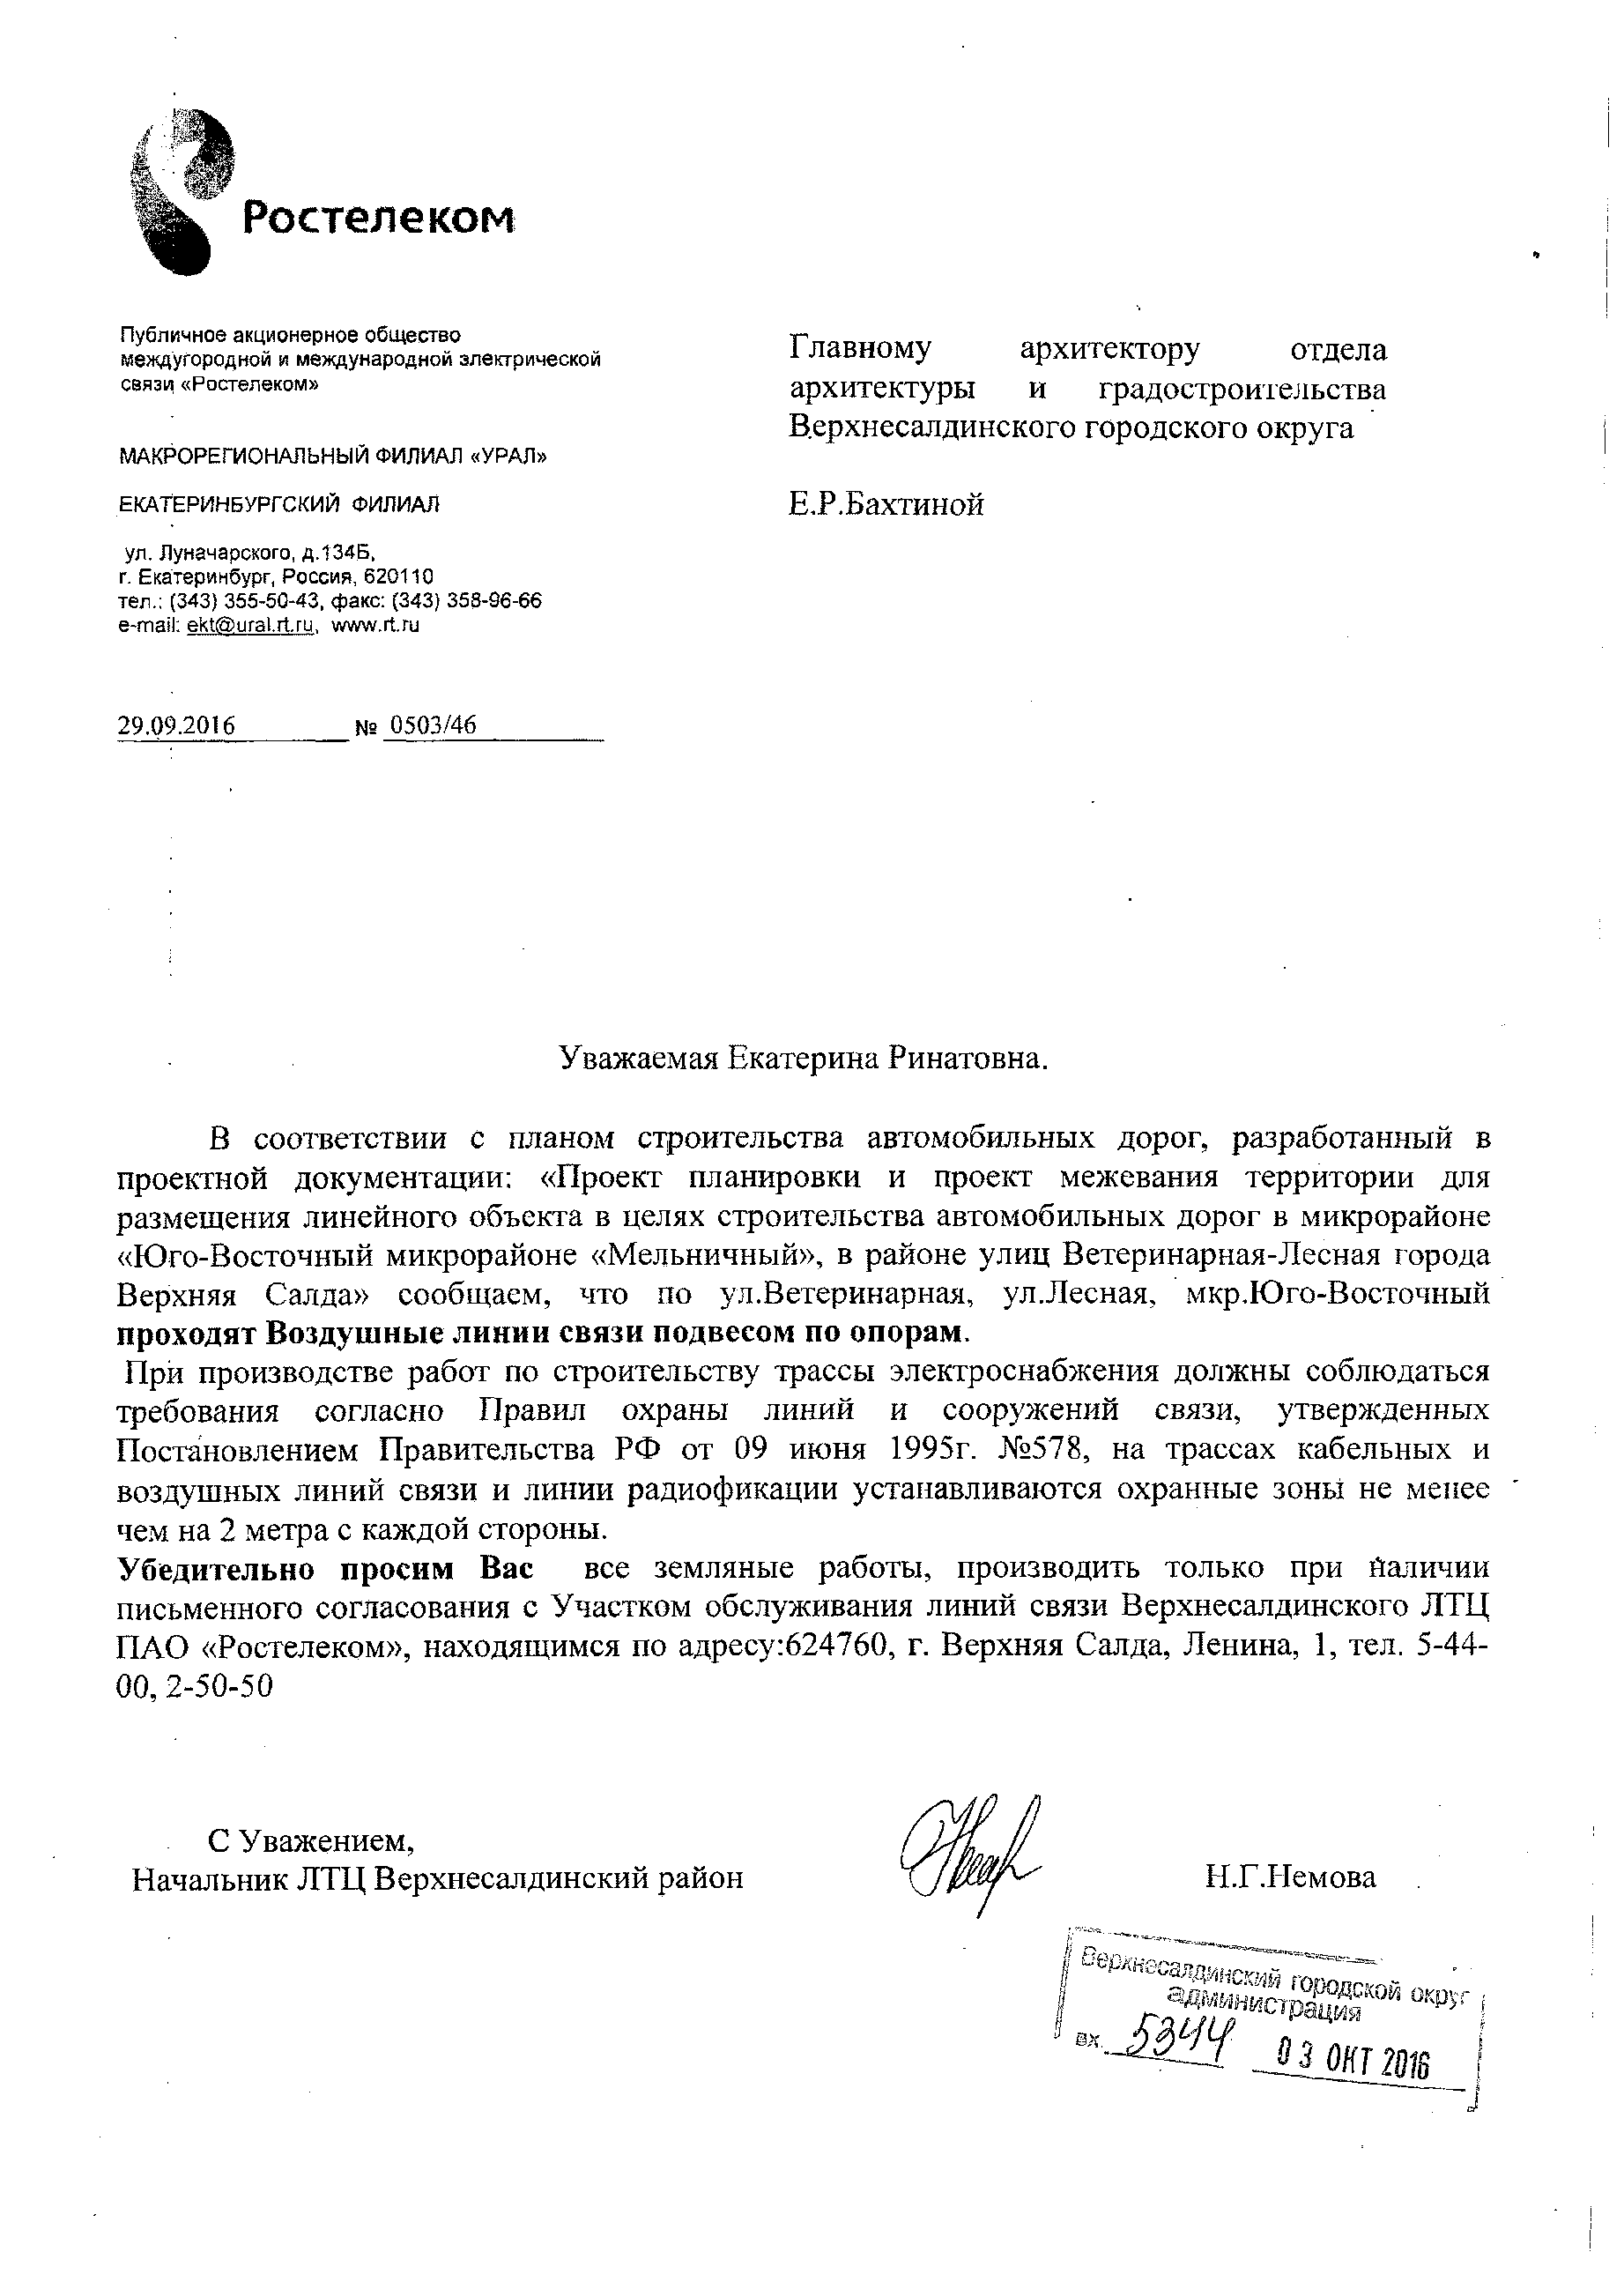 Ростелеком
Публичное акционерное общество
междугородной и международной электрической
связи «Ростелеком»
МАКРОРЕГИОНАЛЬНЫЙ ФИЛИАЛ «УРАЛ»
ЕКАТЕРИНБУРГСКИЙ ФИЛИАЛ
ул. Луначарского, д.134Б,
г. Екатеринбург, Россия, 620110
тел.: (343) 355-50-43, факс: (343) 358-96-66
e-mail: ekt@ural.rt.ru, www.rt.ru
29.09.2016 № 0503/46
Главному архитектору отдела
архитектуры и градостроительства
Верхнесалдинского городского округа
Е.Р.Бахтиной
Уважаемая Екатерина Ринатовна.
В соответствии с планом строительства автомобильных дорог, разработанный в
проектной документации: «Проект планировки и проект межевания территории для
размещения линейного объекта в целях строительства автомобильных дорог в микрорайоне
«Юго-Восточный микрорайоне «Мельничный», в районе улиц Ветеринарная-Лесная города
Верхняя Салда» сообщаем, что по ул.Ветеринарная, ул.Лесная, мкр.Юго-Восточный
проходят Воздушные линии связи подвесом по опорам.
При производстве работ по строительству трассы электроснабжения должны соблюдаться
требования согласно Правил охраны линий и сооружений связи, утвержденных
Постановлением Правительства РФ от 09 июня 1995г. №578, на трассах кабельных и
воздушных линий связи и линии радиофикации устанавливаются охранные зоны не менее
чем на 2 метра с каждой стороны.
Убедительно просим Вас все земляные работы, производить только при наличии
письменного согласования с Участком обслуживания линий связи Верхнесалдинского ЛТЦ
ПАО «Ростелеком», находящимся по адресу:624760, г. Верхняя Салда, Ленина, 1, тел. 5-44-
00, 2-50-50
С Уважением,
Начальник ЛТЦ Верхнесалдинский район Н.Г.Немова
Верхнесалдинский городской округ
администрация
вх. 5344 03 ОКТ 2016